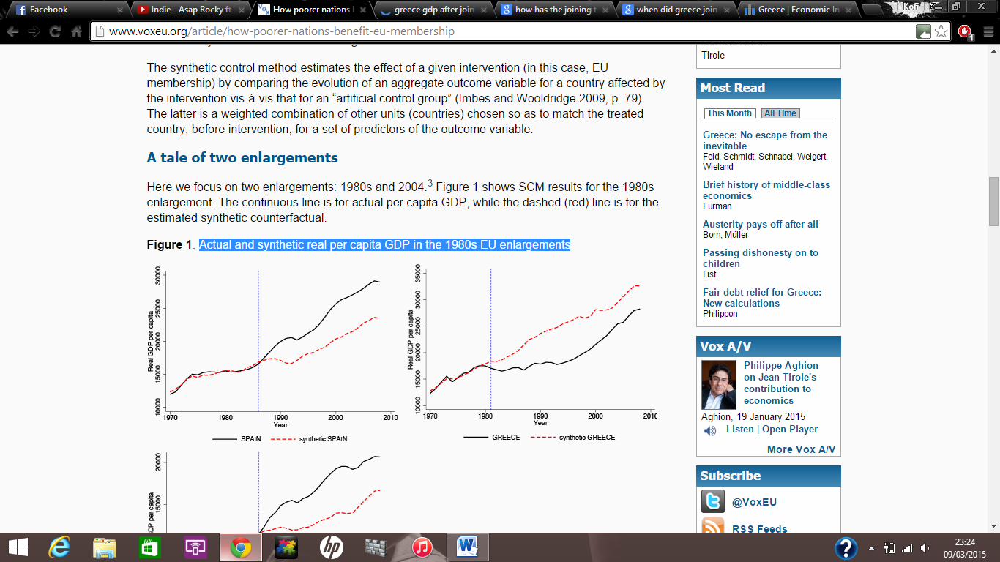 Facebook
Indie - Asap Rocky ft
How poorer nations
greece gdp after join
how has the joining t
when did greece join
Greece | Economic In
Kofi
www.voxeu.org/article/how-poorer-nations-benefit-eu-membership
1
The synthetic control method estimates the effect of a given intervention (in this case, EU
membership) by comparing the evolution of an aggregate outcome variable for a country affected by
the intervention vis-à-vis that for an “artificial control group” (Imbes and Wooldridge 2009, p. 79).
The latter is a weighted combination of other units (countries) chosen so as to match the treated
country, before intervention, for a set of predictors of the outcome variable.
A tale of two enlargements
Here we focus on two enlargements: 1980s and 2004.3 Figure 1 shows SCM results for the 1980s
enlargement. The continuous line is for actual per capita GDP, while the dashed (red) line is for the
estimated synthetic counterfactual.
Figure 1. Actual and synthetic real per capita GDP in the 1980s EU enlargements
Real GDP per capita
30000
25000
20000
15000
10000
1970
1980
1990
2000
2010
Year
SPAIN
synthetic SPAIN
Real GDP per capita
35000
30000
25000
20000
15000
10000
1970
1980
1990
2000
2010
Year
GREECE
synthetic GREECE
20000
15000
GDP per capita
Tirole
Most Read
This Month
All TIme
Greece: No escape from the
inevitable
Feld, Schmidt, Schnabel, Weigert,
Wieland
Brief history of middle-class
economics
Furman
Austerity pays off after all
Born, Müller
Passing dishonesty on to
children
List
Fair debt relief for Greece:
New calculations
Philippon
Vox A/V
Philippe Aghion
on Jean Tirole's
contribution to
economics
Aghion, 19 January 2015
Listen | Open Player
More Vox A/V
Subscribe
@VoxEU
RSS Feeds
23:24
09/03/2015